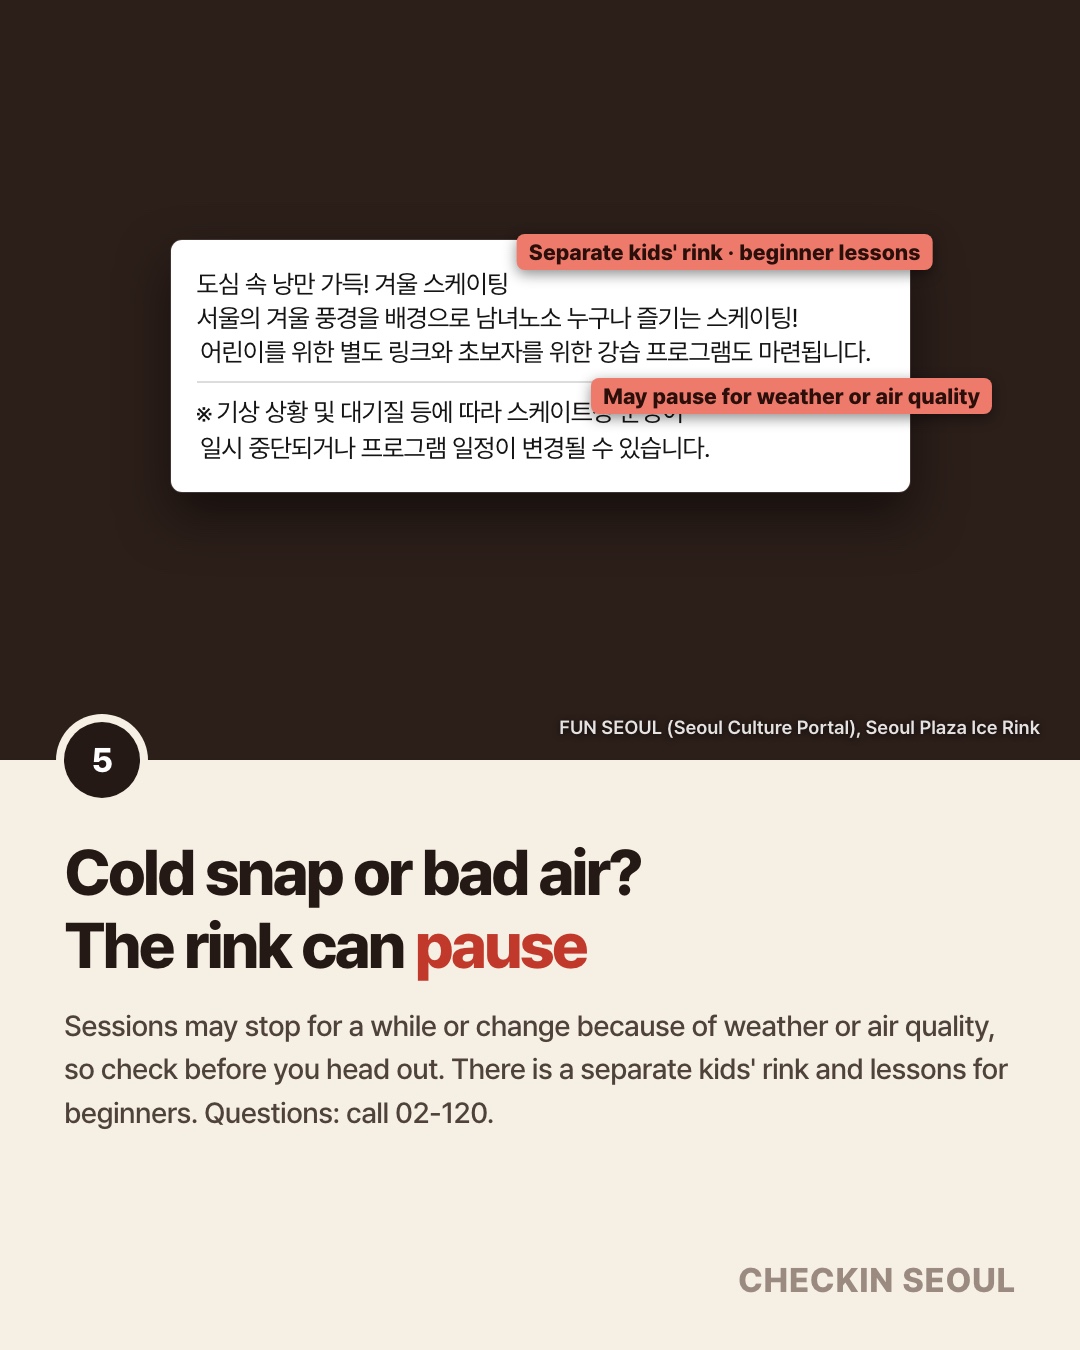 Separate kids' rink · beginner lessons
도심 속 낭만 가득! 겨울 스케이팅
서울의 겨울 풍경을 배경으로 남녀노소 누구나 즐기는 스케이팅!
어린이를 위한 별도 링크와 초보자를 위한 강습 프로그램도 마련됩니다.
May pause for weather or air quality
※ 기상 상황 및 대기질 등에 따라
일시 중단되거나 프로그램 일정이 변경될 수 있습니다.
FUN SEOUL (Seoul Culture Portal), Seoul Plaza Ice Rink
5
Cold snap or bad air?
The rink can pause
Sessions may stop for a while or change because of weather or air quality,
so check before you head out. There is a separate kids' rink and lessons for
beginners. Questions: call 02-120.
CHECKIN SEOUL